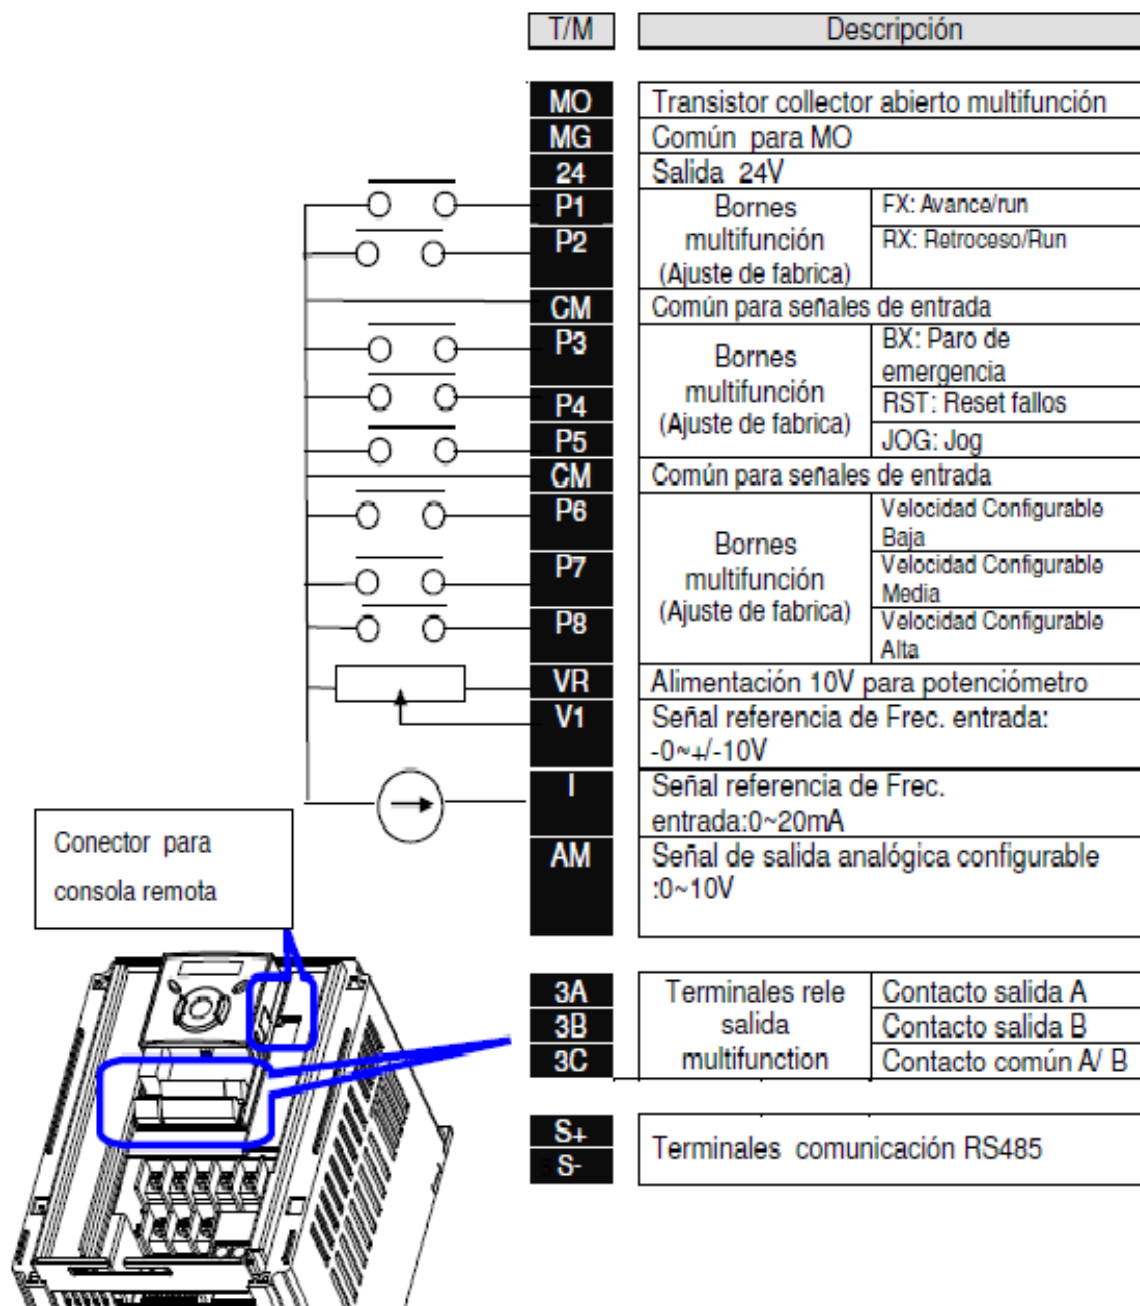 T/M Descripción
MO Transistor collector abierto multifunción
MG Común para MO
24 Salida 24V
P1 Bornes FX: Avance/run
P2 multifunción RX: Retroceso/Run
(Ajuste de fabrica)
CM Común para señales de entrada
P3 Bornes BX: Paro de
emergencia
multifunción
P4 (Ajuste de fabrica) RST: Reset fallos
P5 JOG: Jog
CM Común para señales de entrada
P6 Bornes Velocidad Configurable
Baja
P7 multifunción Velocidad Configurable
Media
(Ajuste de fabrica)
P8 Velocidad Configurable
Alta
VR Alimentación 10V para potenciómetro
V1 Señal referencia de Frec. entrada:
-0~+/-10V
I Señal referencia de Frec.
entrada:0~20mA
AM Señal de salida analógica configurable
:0~10V
Conector para
consola remota
3A Terminales rele Contacto salida A
3B salida Contacto salida B
3C multifunction Contacto común A/ B
S+ Terminales comunicación RS485
S-